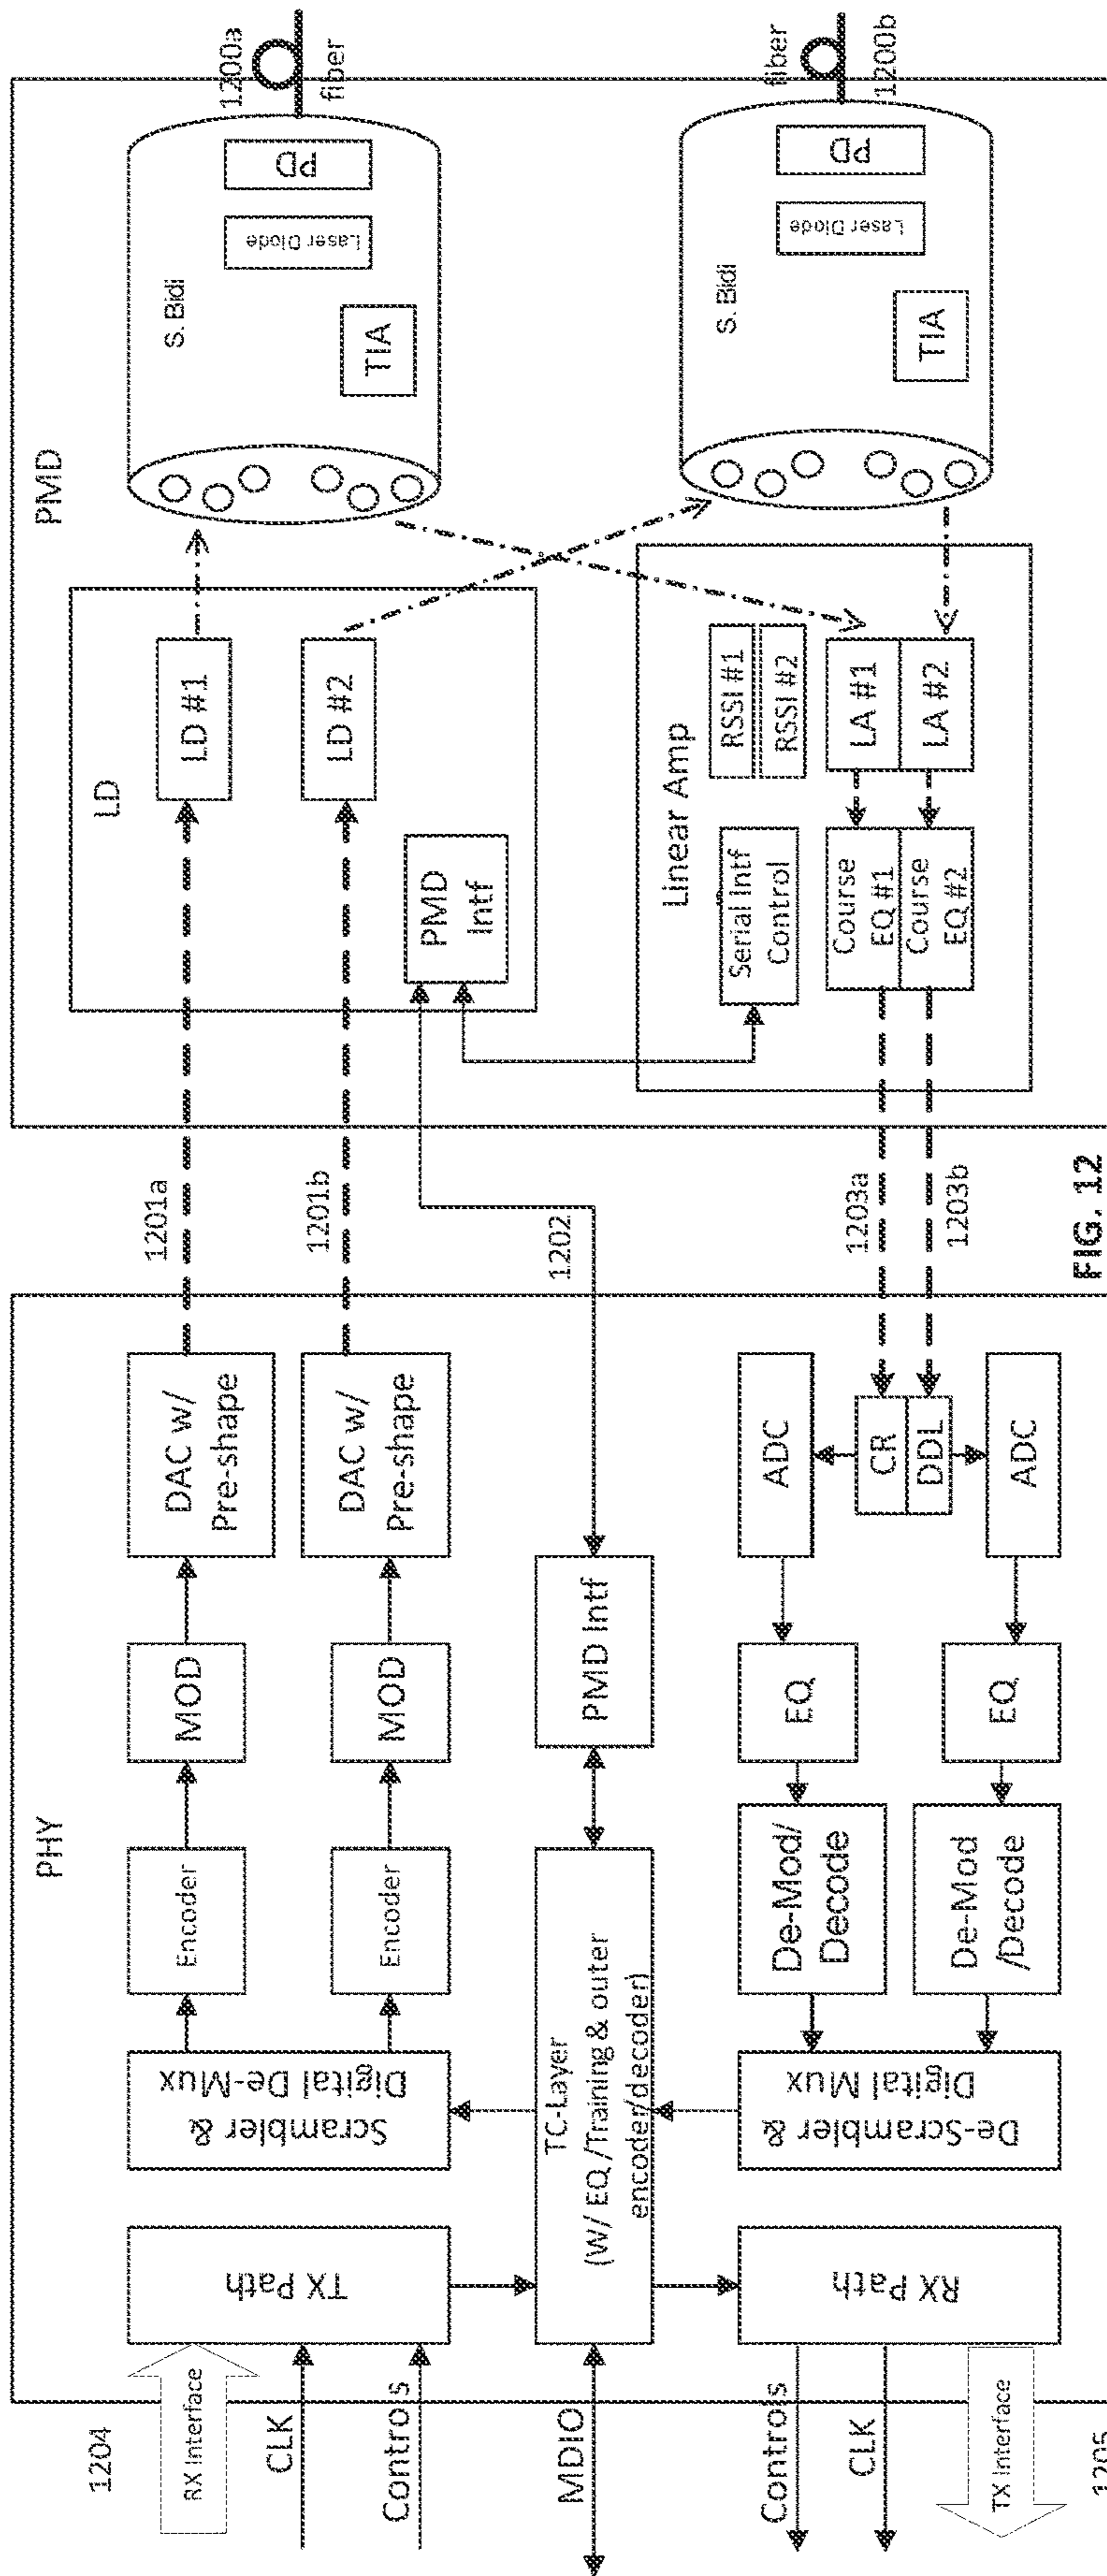 PHY
PMD
1204
RX Interface
CLK
Controls
MDIO
Controls
CLK
TX Interface
1205
TX Path
Scrambler &
Digital De-Mux
Encoder
MOD
DAC w/
Pre-shape
Encoder
MOD
DAC w/
Pre-shape
TC-Layer
(W/ EQ /Training & outer
encoder/decoder)
PMD Intf
RX Path
De-Scrambler &
Digital Mux
De-Mod/
Decode
EQ
ADC
De-Mod
/Decode
EQ
ADC
CR
DDL
1201a
1201b
1202
1203a
1203b
LD
LD #1
LD #2
PMD
Intf
Linear Amp
Serial Intf
Control
RSSI #1
RSSI #2
Course
EQ #1
Course
EQ #2
LA #1
LA #2
S. Bidi
TIA
Laser Diode
PD
1200a
fiber
S. Bidi
TIA
Laser Diode
PD
fiber
1200b
FIG. 12